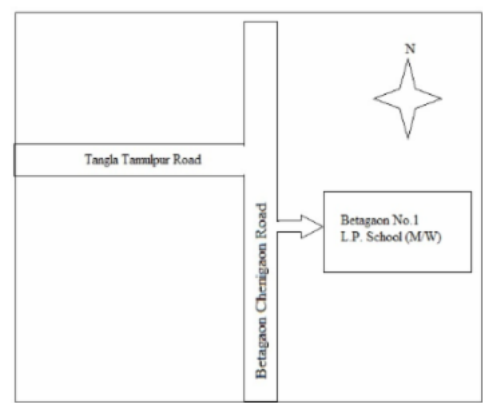 N
Tangla Tamulpur Road
Betagaon No.1
L.P. School (M/W)
Betagaon Chenigaon Road